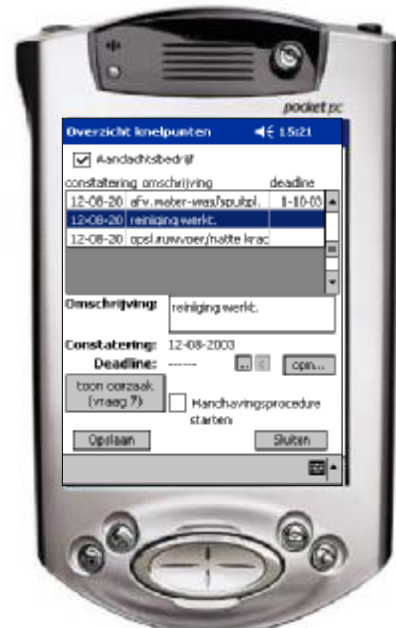 pocket pc
Overzicht knelpunten 15:21
Aandachtsbedrijf
constatering omschrijving deadline
12-08-20 afv.water-was/spuitpl. 1-10-03
12-08-20 reiniging werkt.
12-08-20 opsl.ruwvoer/natte krac
Omschrijving: reiniging werkt.
Constatering: 12-08-2003
Deadline: ------ ... < opm...
toon oorzaak
(vraag 7)
Handhavingsprocedure
starten
Opslaan Sluiten